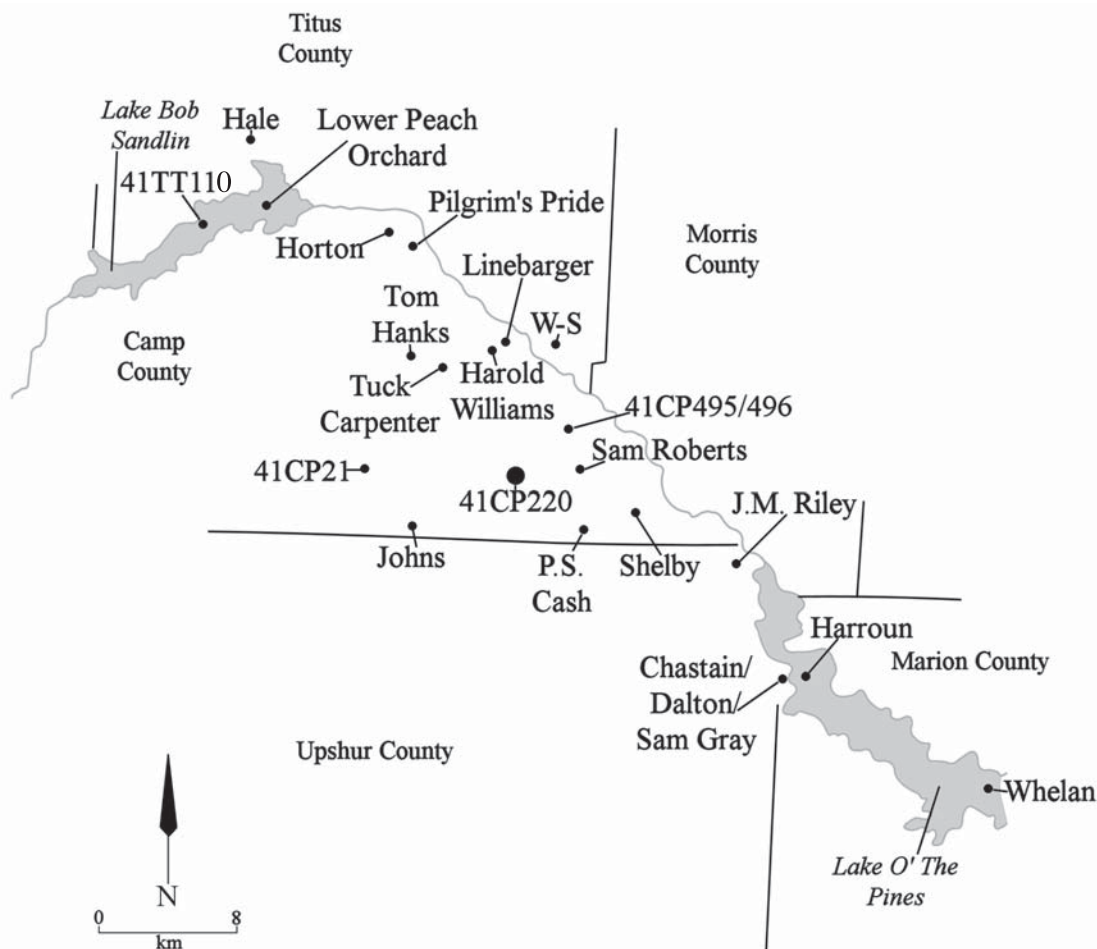 Titus
County
Lake Bob
Sandlin
Hale
Lower Peach
Orchard
41TT110
Pilgrim's Pride
Horton
Morris
County
Linebarger
Tom
Hanks
W-S
Camp
County
Tuck
Carpenter
Harold
Williams
41CP495/496
Sam Roberts
41CP21
41CP220
J.M. Riley
Johns
P.S.
Cash
Shelby
Harroun
Marion County
Chastain/
Dalton/
Sam Gray
Upshur County
Whelan
Lake O' The
Pines
N
0 8
km